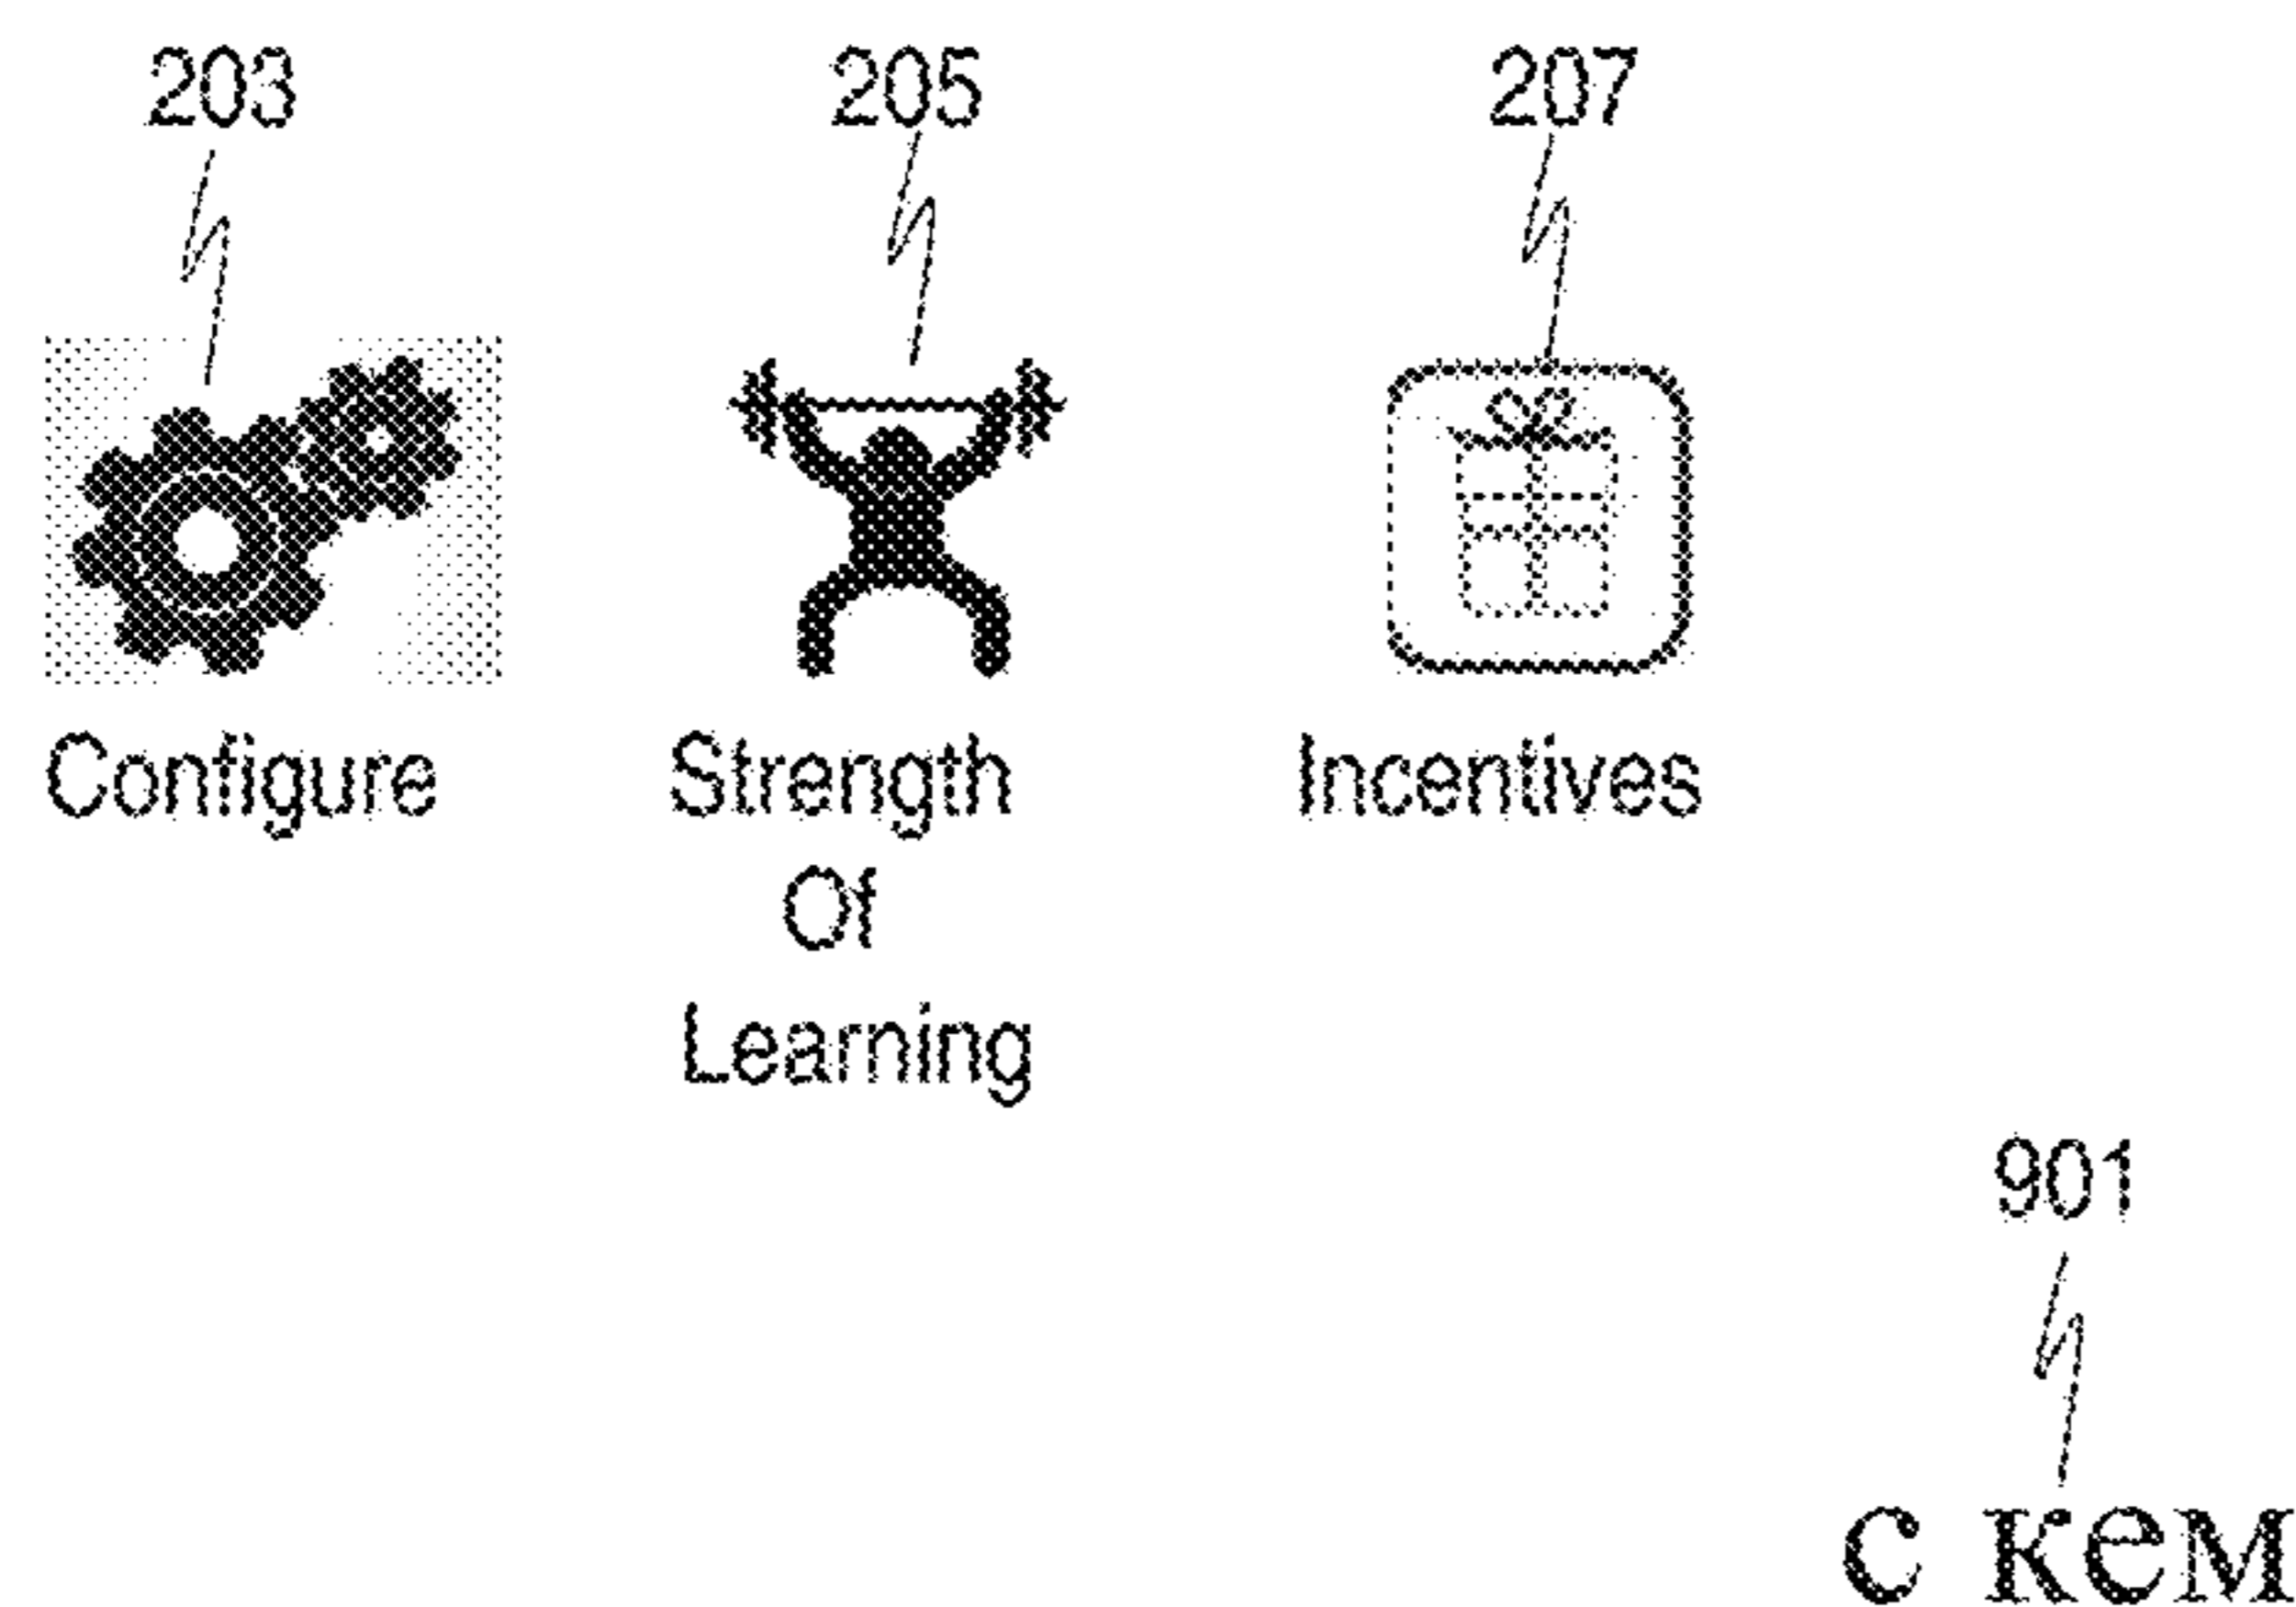 203 205 207
Configure Strength Incentives
Of
Learning
901
с кем